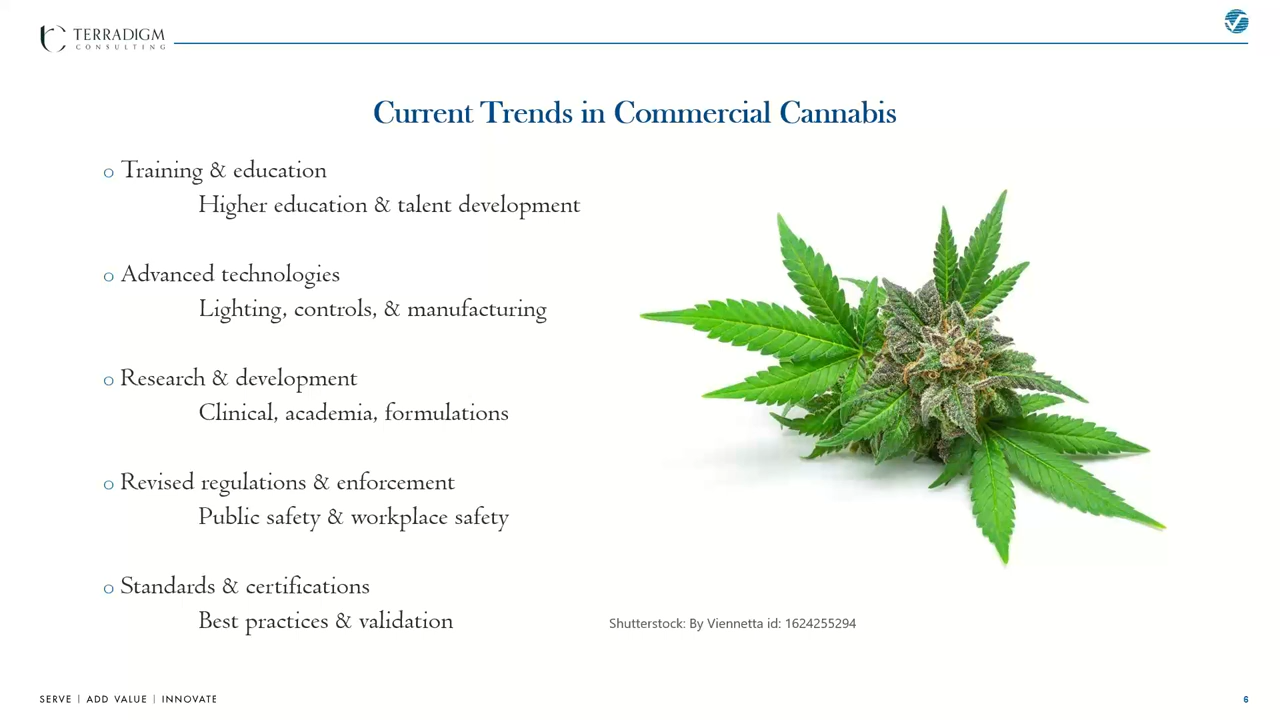 TERRADIGM
CONSULTING
Current Trends in Commercial Cannabis
o Training & education
Higher education & talent development
o Advanced technologies
Lighting, controls, & manufacturing
o Research & development
Clinical, academia, formulations
o Revised regulations & enforcement
Public safety & workplace safety
o Standards & certifications
Best practices & validation
Shutterstock: By Viennetta id: 1624255294
SERVE | ADD VALUE | INNOVATE
6